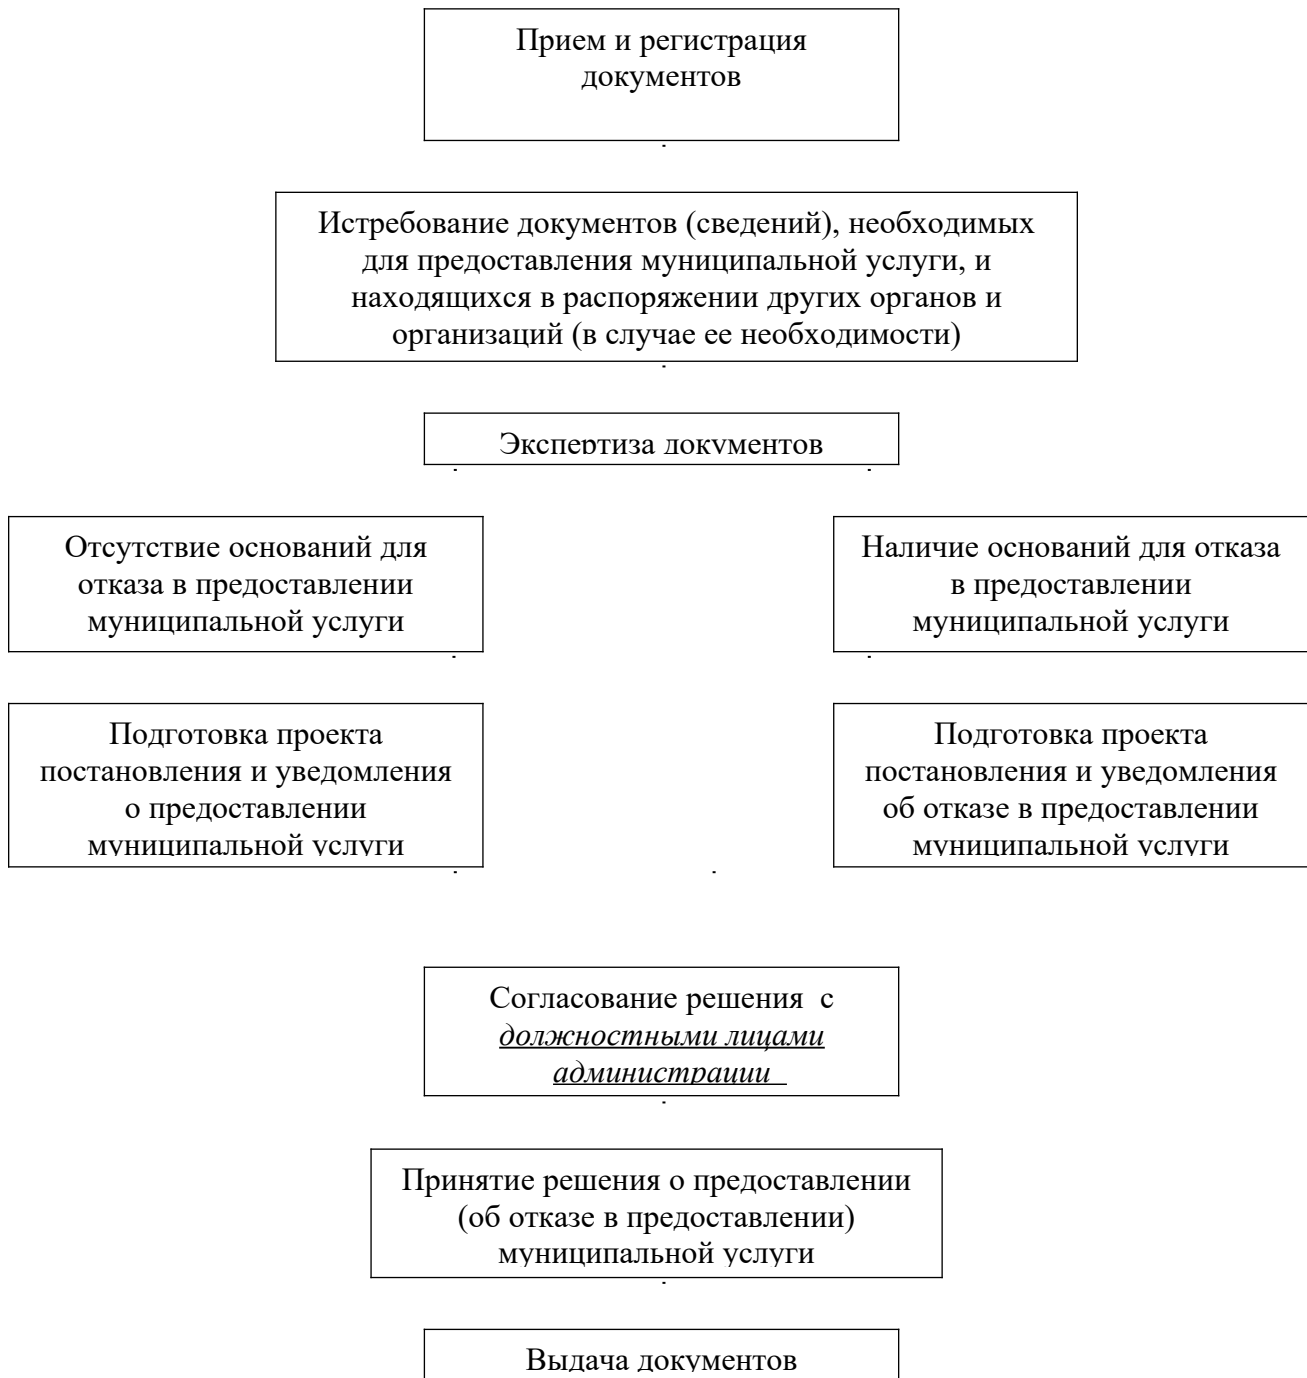 Прием и регистрация
документов
Истребование документов (сведений), необходимых
для предоставления муниципальной услуги, и
находящихся в распоряжении других органов и
организаций (в случае ее необходимости)
Экспертиза документов
Отсутствие оснований для
отказа в предоставлении
муниципальной услуги
Наличие оснований для отказа
в предоставлении
муниципальной услуги
Подготовка проекта
постановления и уведомления
о предоставлении
муниципальной услуги
Подготовка проекта
постановления и уведомления
об отказе в предоставлении
муниципальной услуги
Согласование решения  с
должностными лицами
администрации
Принятие решения о предоставлении
(об отказе в предоставлении)
муниципальной услуги
Выдача документов